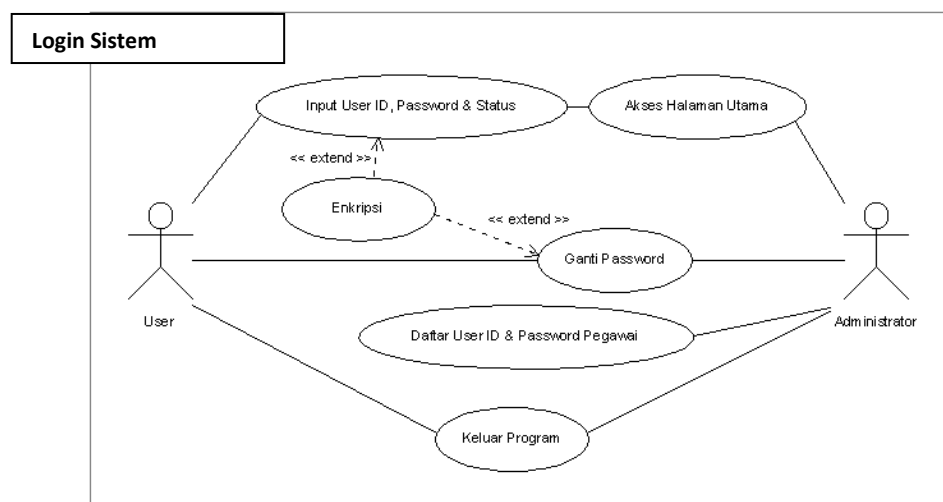 Login Sistem
Input User ID, Password & Status
Akses Halaman Utama
<< extend >>
Enkripsi
<< extend >>
Ganti Password
User
Administrator
Daftar User ID & Password Pegawai
Keluar Program